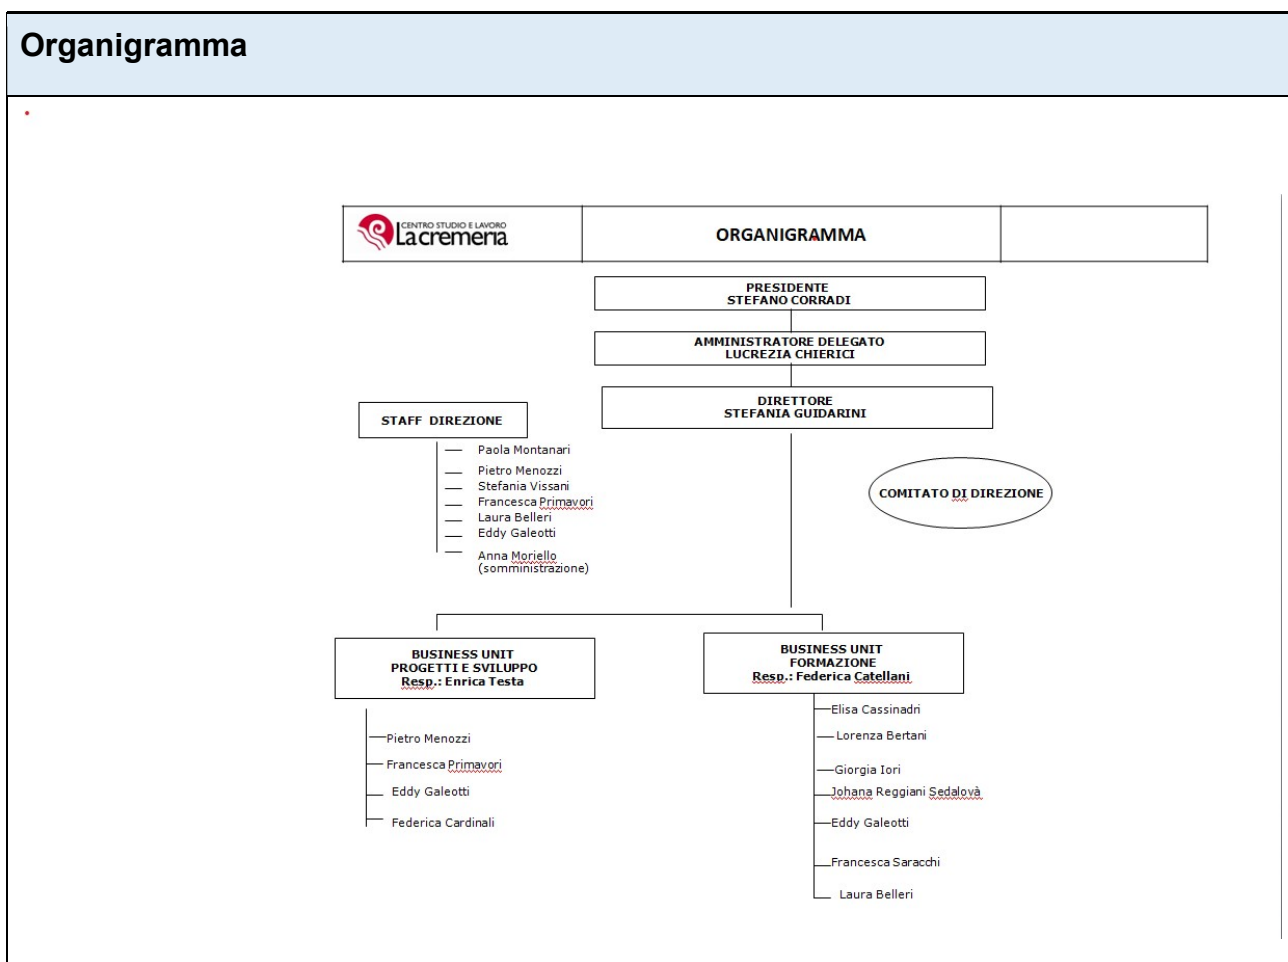 Organigramma
CENTRO STUDIO E LAVORO
Lacremeria
ORGANIGRAMMA
PRESIDENTE
STEFANO CORRADI
AMMINISTRATORE DELEGATO
LUCREZIA CHIERICI
DIRETTORE
STEFANIA GUIDARINI
STAFF DIREZIONE
Paola Montanari
Pietro Menozzi
Stefania Vissani
Francesca Primavori
Laura Belleri
Eddy Galeotti
Anna Moriello
(somministrazione)
COMITATO DI DIREZIONE
BUSINESS UNIT
PROGETTI E SVILUPPO
Resp.: Enrica Testa
Pietro Menozzi
Francesca Primavori
Eddy Galeotti
Federica Cardinali
BUSINESS UNIT
FORMAZIONE
Resp.: Federica Catellani
Elisa Cassinadri
Lorenza Bertani
Giorgia Iori
Johana Reggiani Sedalovà
Eddy Galeotti
Francesca Saracchi
Laura Belleri